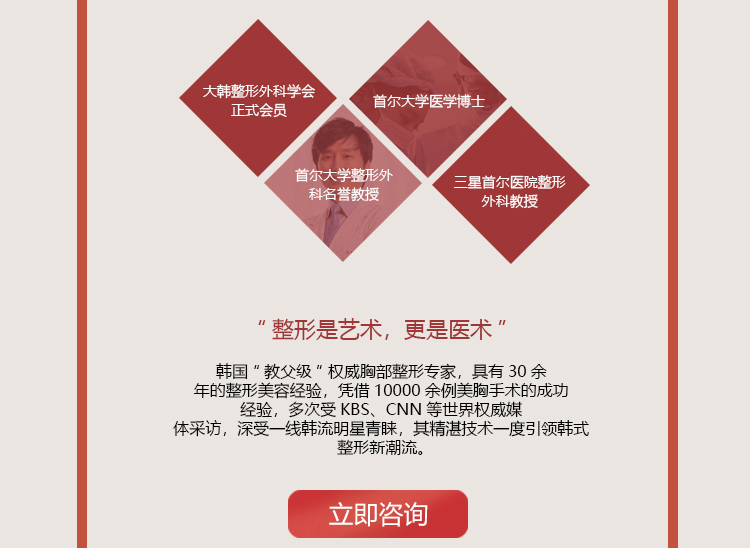 大韩整形外科学会
正式会员
首尔大学医学博士
首尔大学整形外
科名誉教授
三星首尔医院整形
外科教授
“ 整形是艺术，更是医术 ”
韩国 “ 教父级 ” 权威胸部整形专家，具有 30 余
年的整形美容经验，凭借 10000 余例美胸手术的成功
经验，多次受 KBS、CNN 等世界权威媒
体采访，深受一线韩流明星青睐，其精湛技术一度引领韩式
整形新潮流。
立即咨询